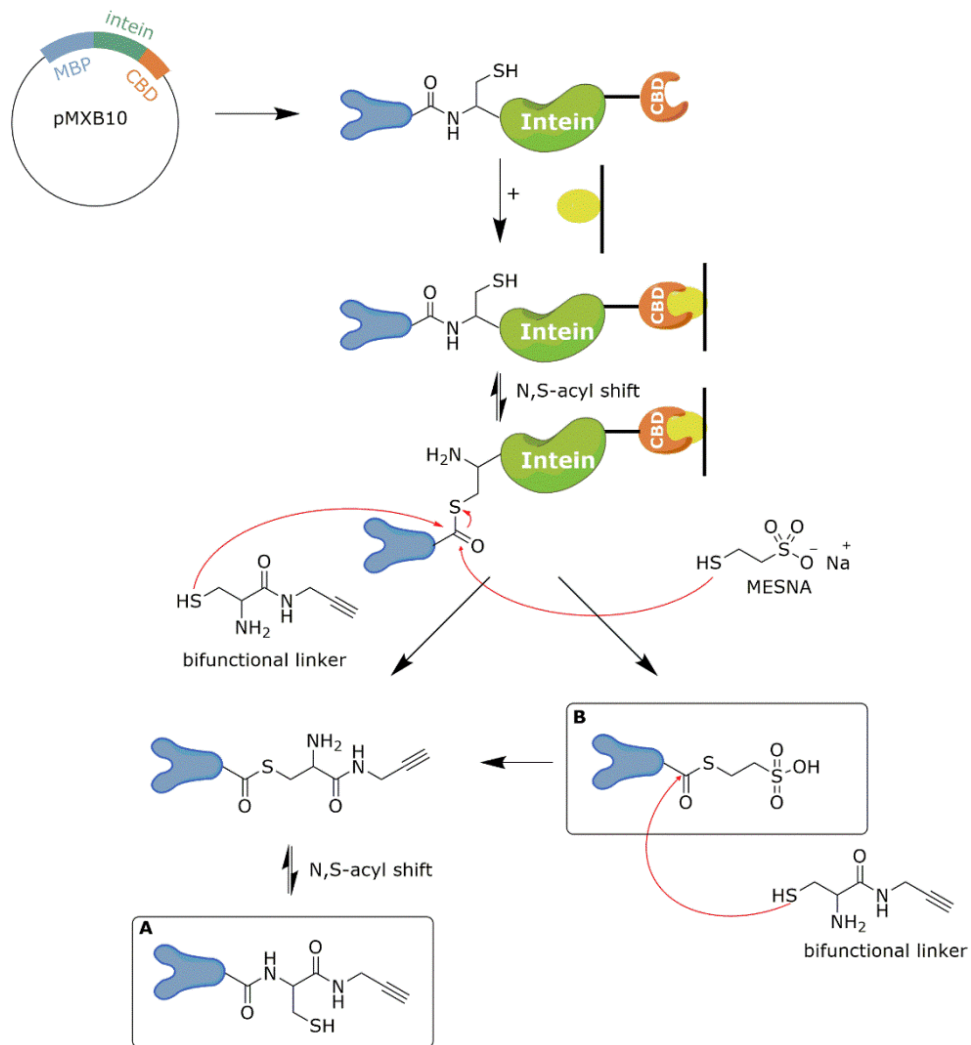 intein
MBP
CBD
pMXB10
O
SH
N
H
Intein
CBD
+
O
SH
N
H
Intein
CBD
N,S-acyl shift
H₂N
Intein
CBD
S
O
O
O
S
HS
O⁻ Na⁺
MESNA
O
HS
N
H
NH₂
bifunctional linker
B
S
S
OH
O
O
O
NH₂
H
N
S
O
O
N,S-acyl shift
O
HS
N
H
NH₂
bifunctional linker
A
H
N
O
N
H
O
SH